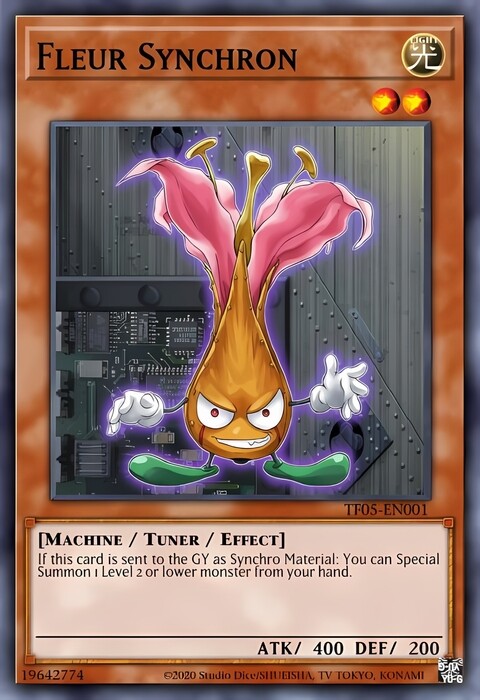 FLEUR SYNCHRON
LIGHT
光
TF05-EN001
[MACHINE / TUNER / EFFECT]
If this card is sent to the GY as Synchro Material: You can Special
Summon 1 Level 2 or lower monster from your hand.
ATK/ 400 DEF/ 200
19642774
©2020 Studio Dice/SHUEISHA, TV TOKYO, KONAMI